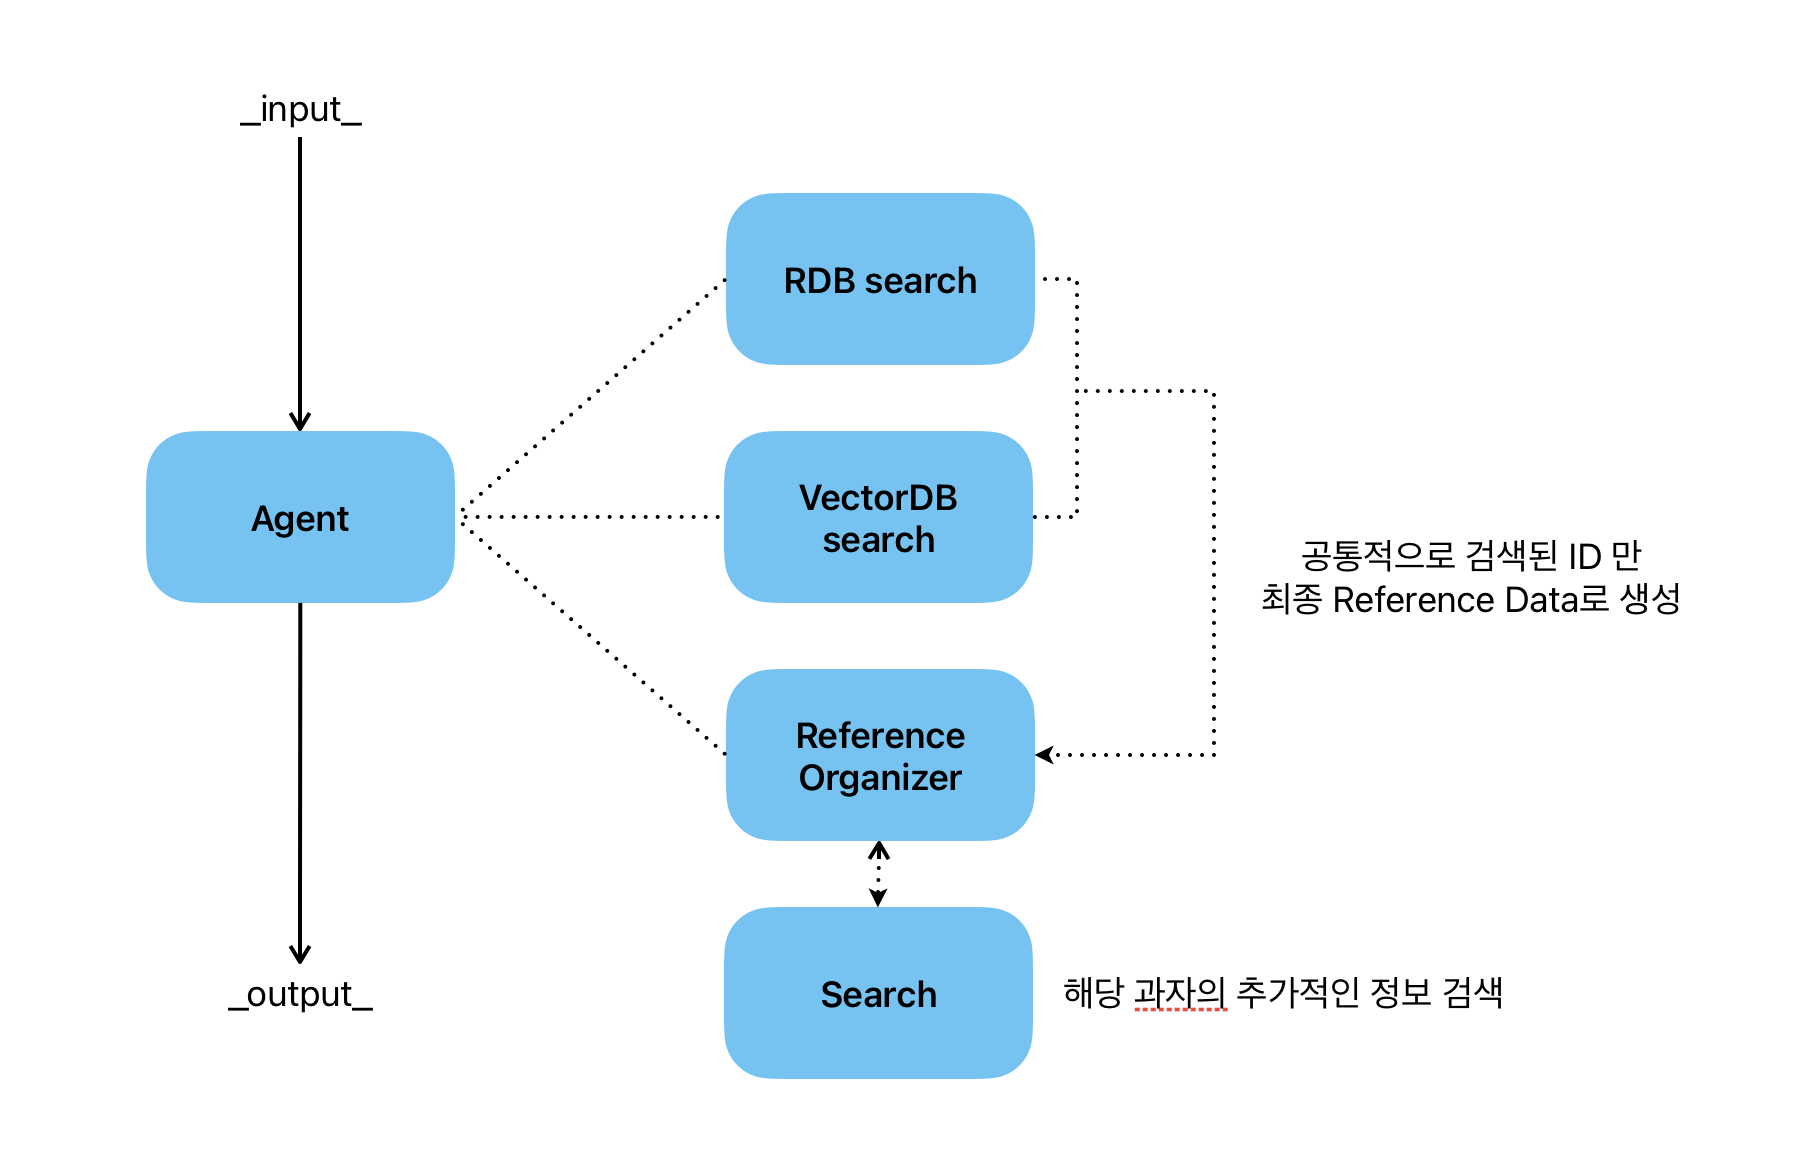 _input_
RDB search
Agent
VectorDB
search
공통적으로 검색된 ID 만
최종 Reference Data로 생성
Reference
Organizer
_output_
Search
해당 과자의 추가적인 정보 검색